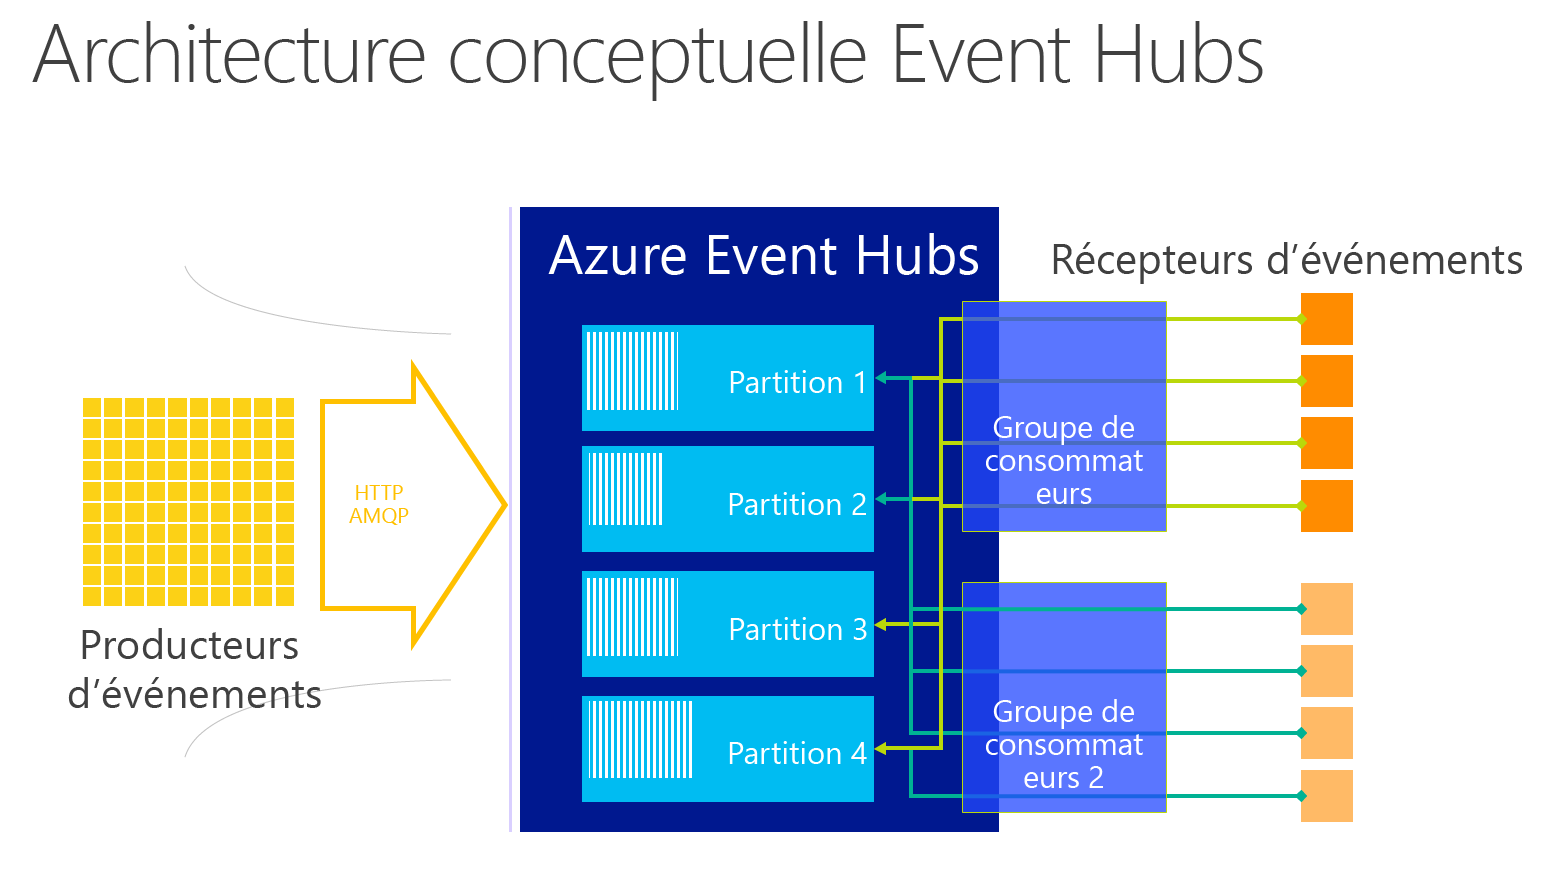 Architecture conceptuelle Event Hubs
Azure Event Hubs
Récepteurs d’événements
Partition 1
Groupe de
consommat
eurs
HTTP
AMQP
Partition 2
Producteurs
d’événements
Partition 3
Groupe de
consommat
eurs 2
Partition 4